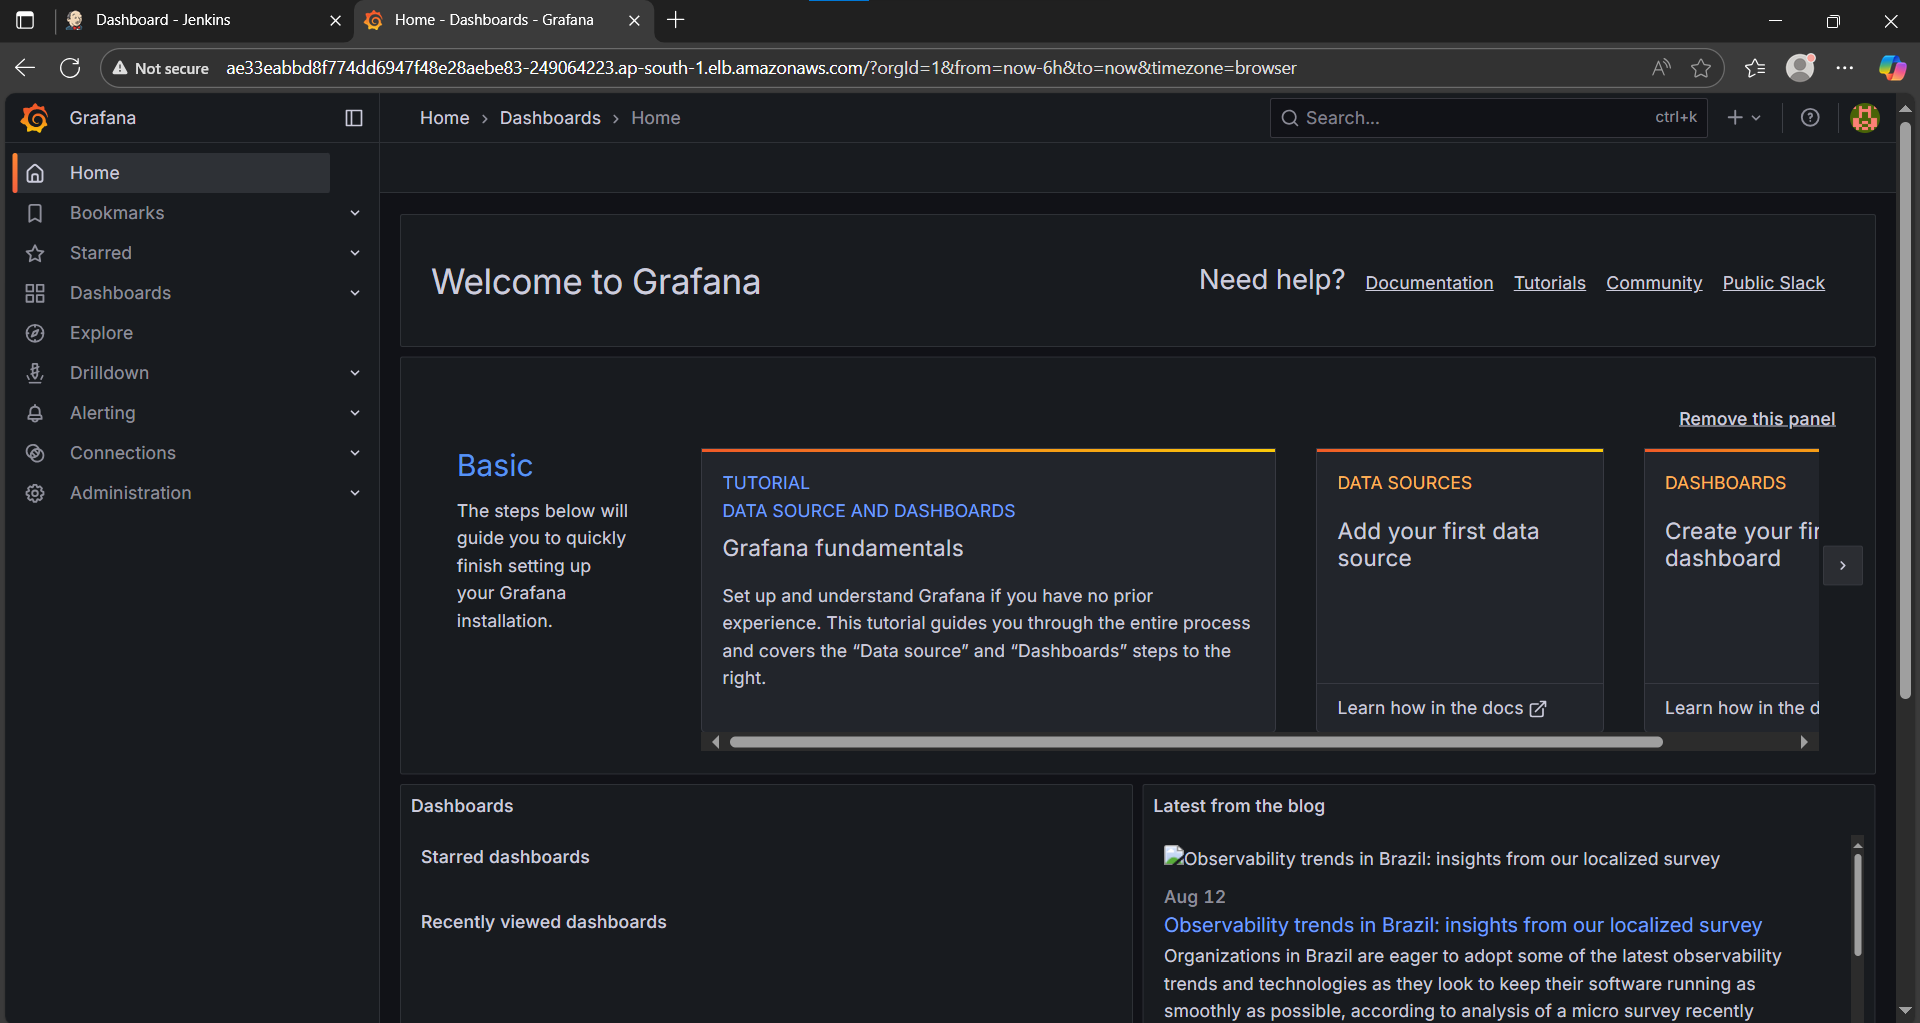 Dashboard - Jenkins
Home - Dashboards - Grafana
Not secure
ae33eabbd8f774dd6947f48e28aebe83-249064223.ap-south-1.elb.amazonaws.com/?orgId=1&from=now-6h&to=now&timezone=browser
Grafana
Home › Dashboards › Home
Search...
ctrl+k
Home
Bookmarks
Starred
Dashboards
Explore
Drilldown
Alerting
Connections
Administration
Welcome to Grafana
Need help?
Documentation
Tutorials
Community
Public Slack
Remove this panel
Basic
The steps below will
guide you to quickly
finish setting up
your Grafana
installation.
TUTORIAL
DATA SOURCE AND DASHBOARDS
Grafana fundamentals
Set up and understand Grafana if you have no prior
experience. This tutorial guides you through the entire process
and covers the “Data source” and “Dashboards” steps to the
right.
DATA SOURCES
Add your first data
source
Learn how in the docs
DASHBOARDS
Create your fir
dashboard
Learn how in the d
Dashboards
Starred dashboards
Recently viewed dashboards
Latest from the blog
Observability trends in Brazil: insights from our localized survey
Aug 12
Observability trends in Brazil: insights from our localized survey
Organizations in Brazil are eager to adopt some of the latest observability
trends and technologies as they look to keep their software running as
smoothly as possible, according to analysis of a micro survey recently